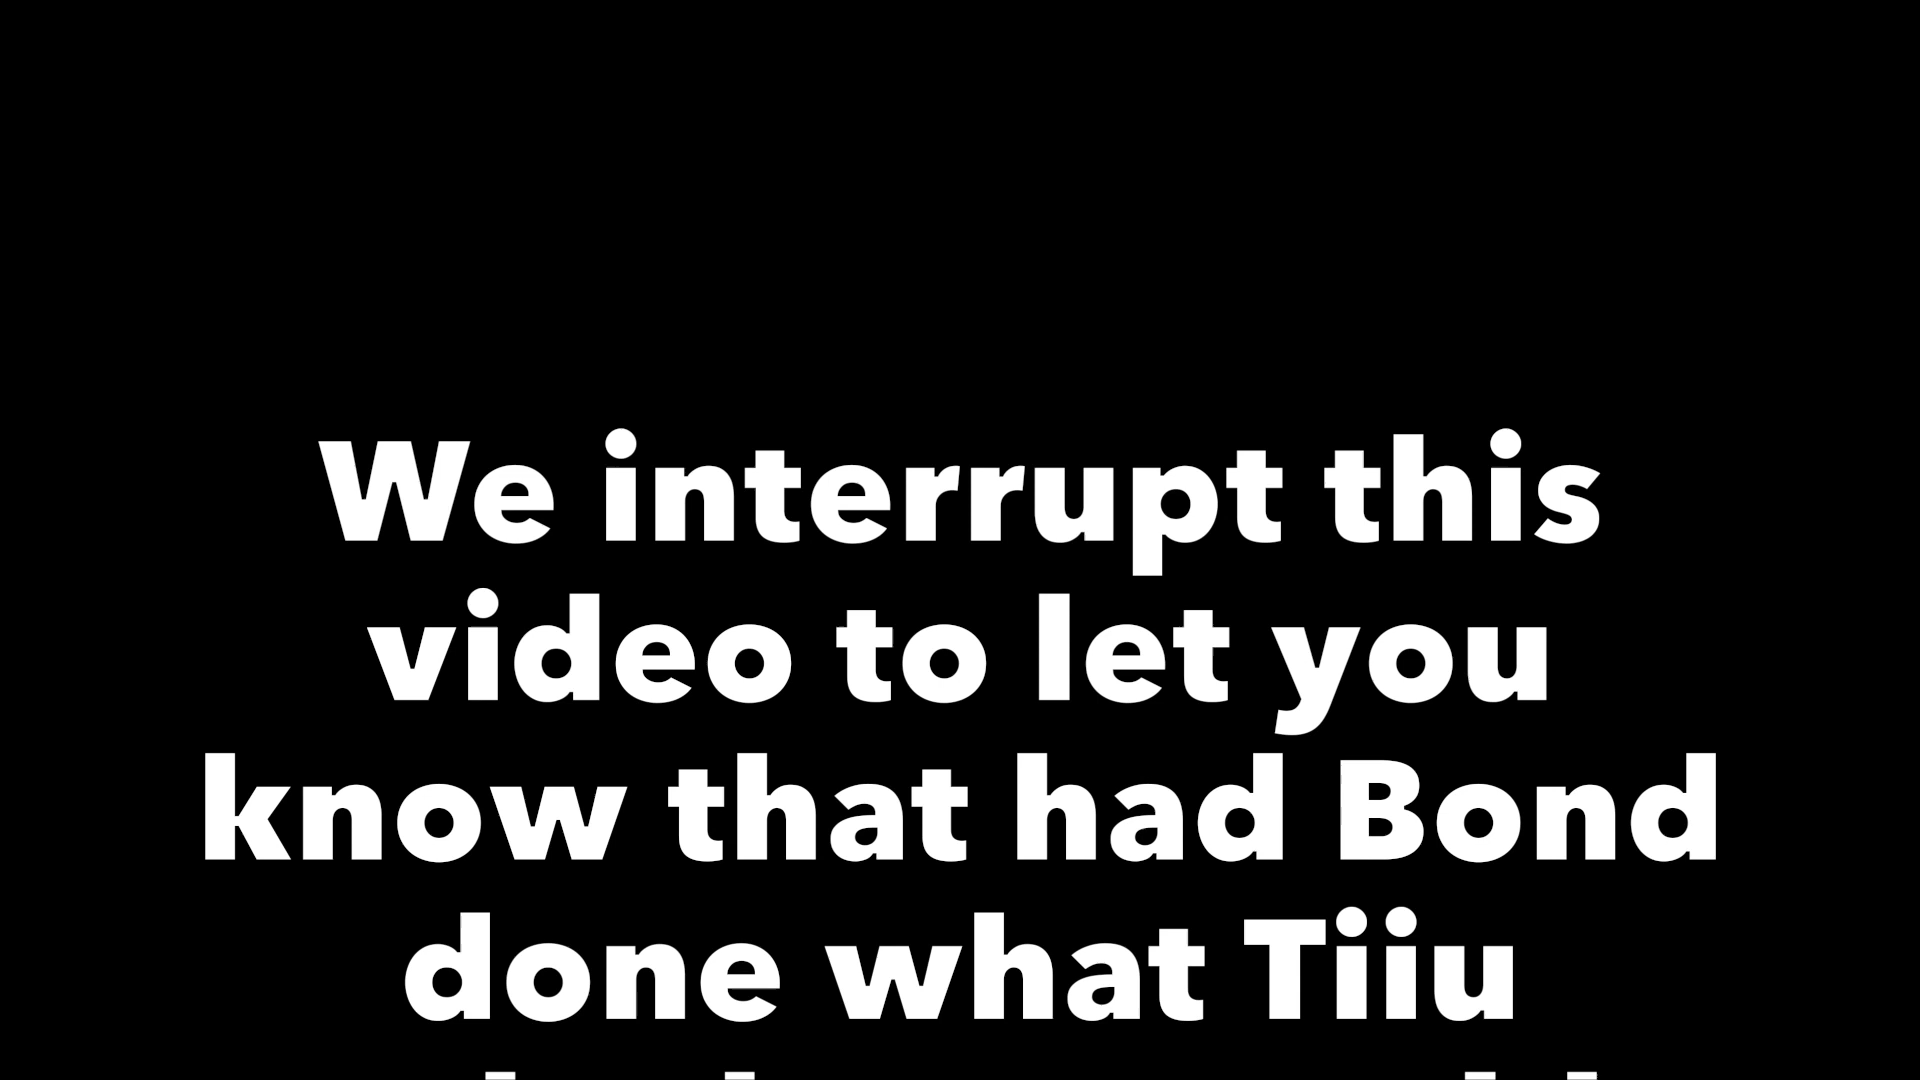 We interrupt this
video to let you
know that had Bond
done what Tiiu